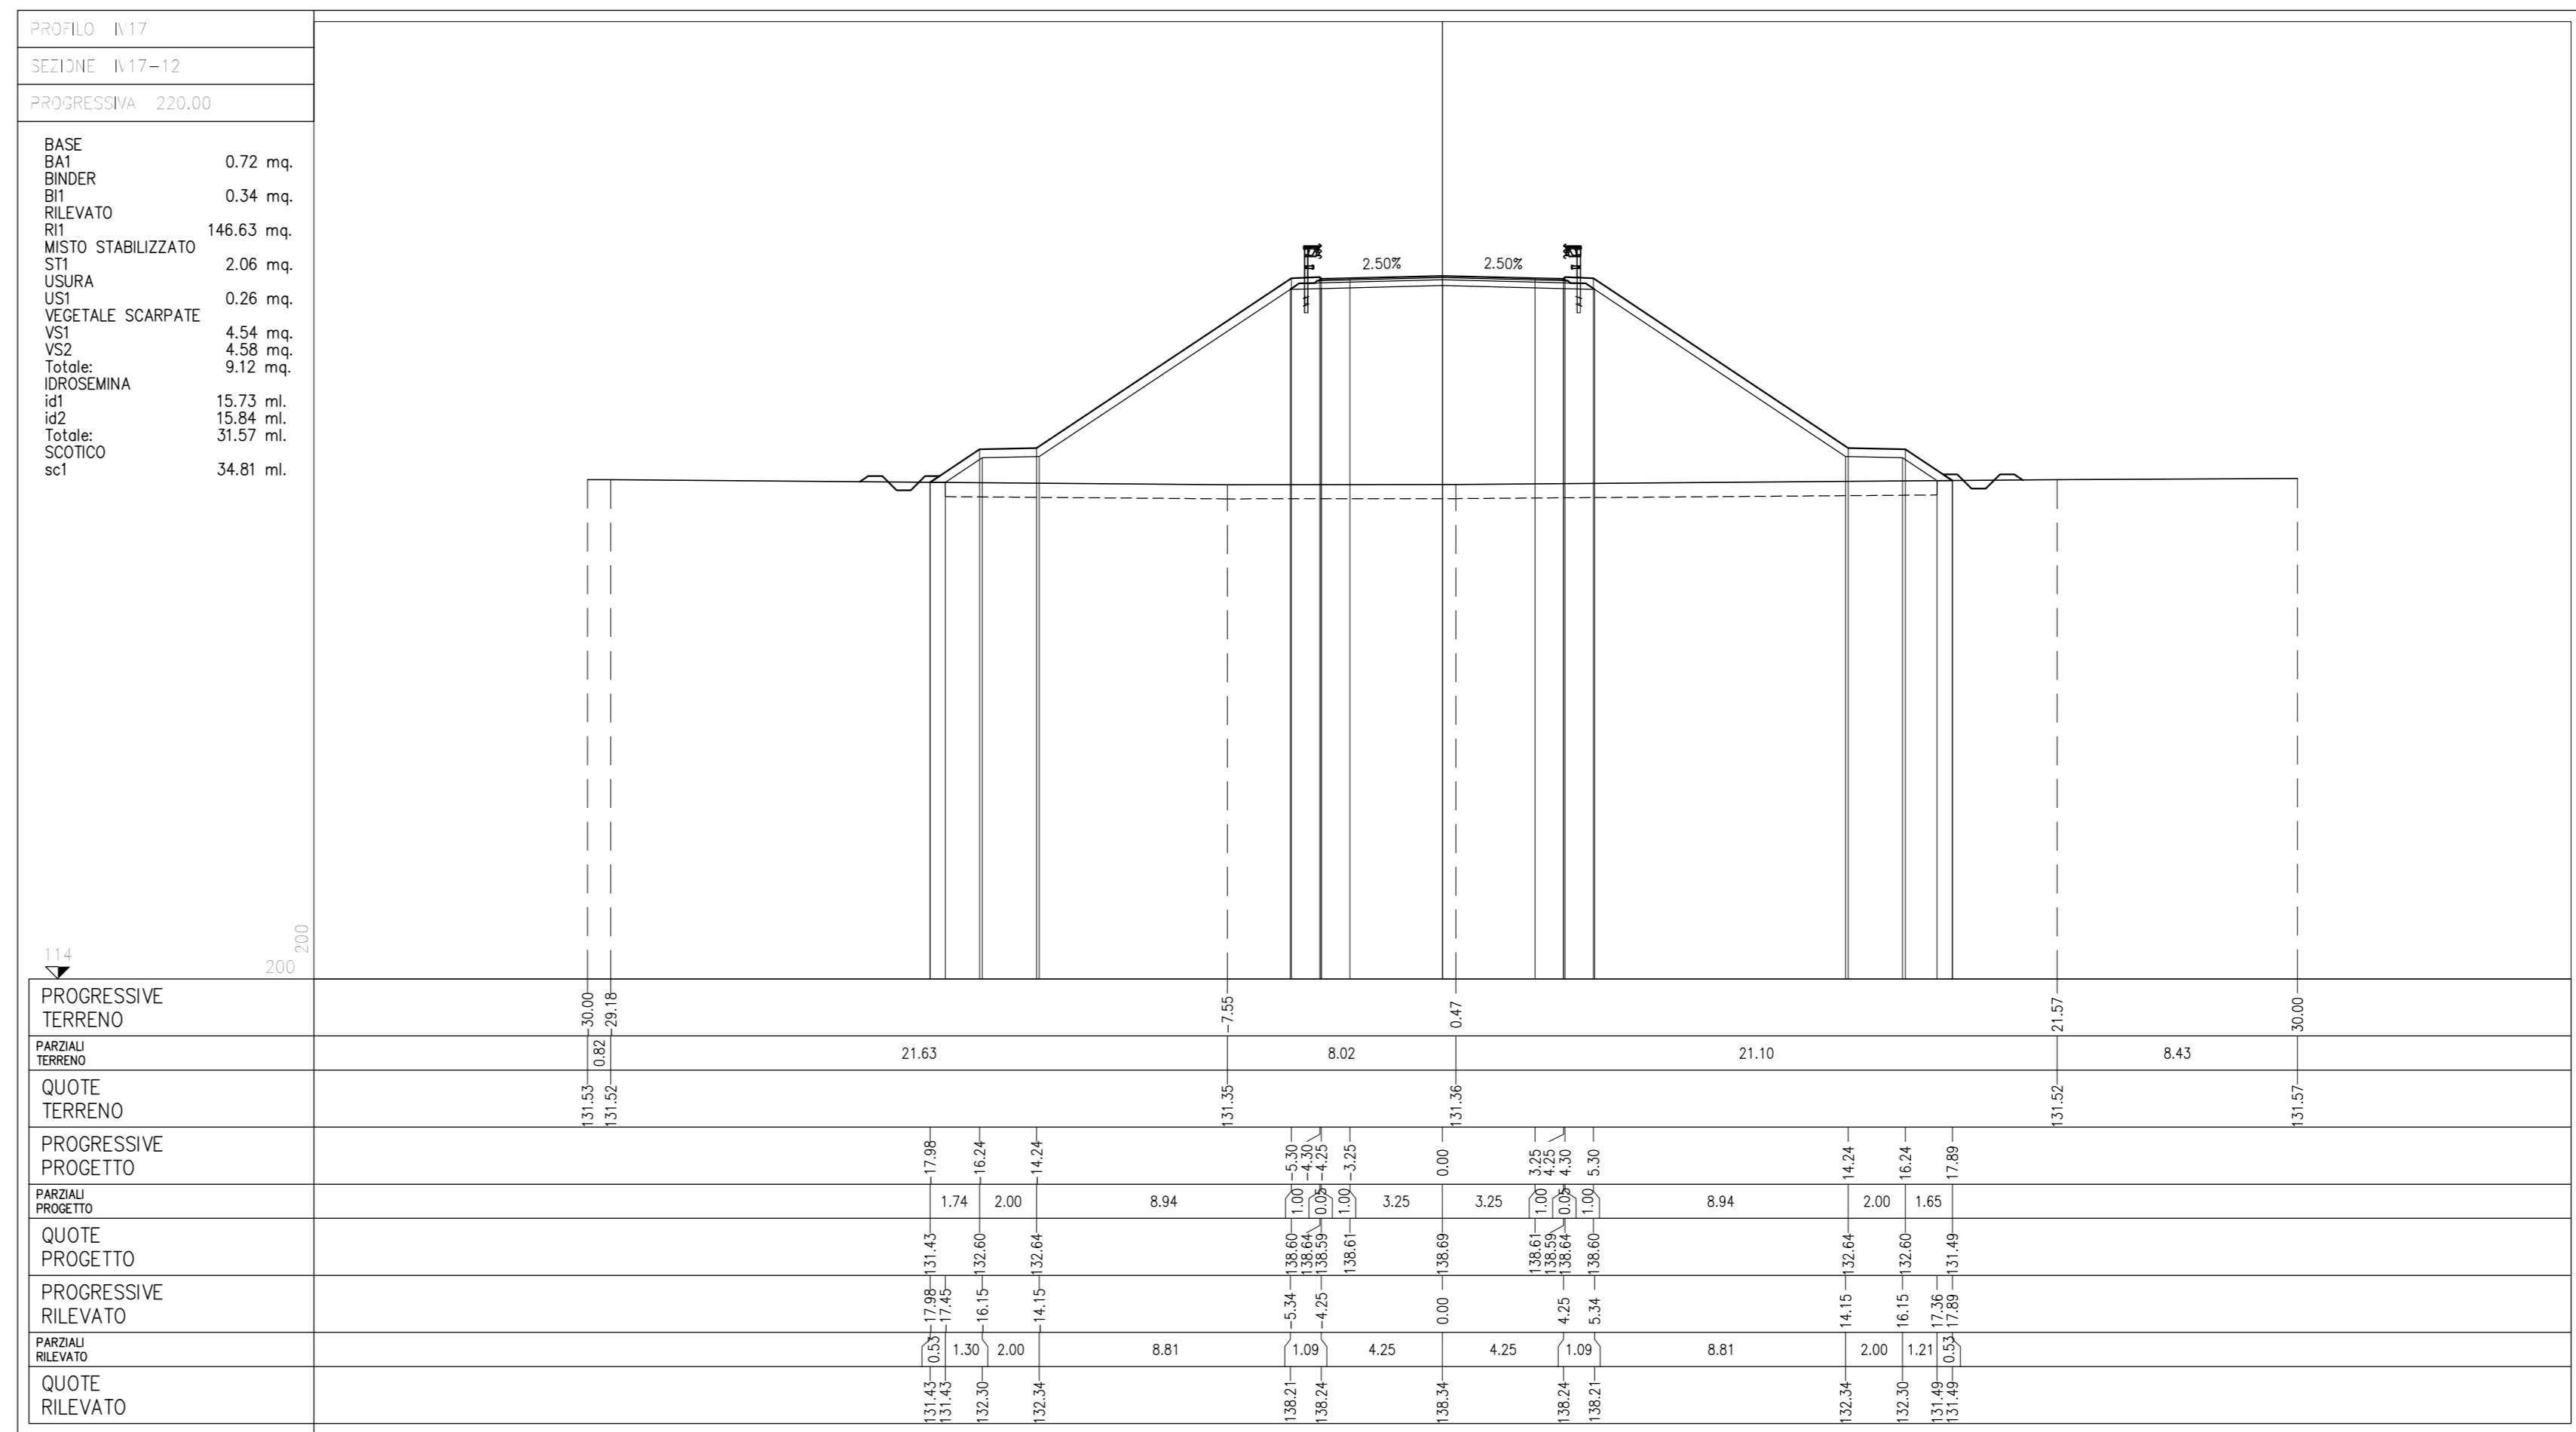 PROFILO IV17
SEZIONE IV17-12
PROGRESSIVA 220.00
BASE
BA1 0.72 mq.
BINDER
BI1 0.34 mq.
RILEVATO
RI1 146.63 mq.
MISTO STABILIZZATO
ST1 2.06 mq.
USURA
US1 0.26 mq.
VEGETALE SCARPATE
VS1 4.54 mq.
VS2 4.58 mq.
Totale: 9.12 mq.
IDROSEMINA
id1 15.73 ml.
id2 15.84 ml.
Totale: 31.57 ml.
SCOTICO
sc1 34.81 ml.
2.50% 2.50%
114 200 200
PROGRESSIVE TERRENO -30.00 -29.18 -7.55 0.47 21.57 30.00
PARZIALI TERRENO 0.82 21.63 8.02 21.10 8.43
QUOTE TERRENO 131.53 131.52 131.35 131.36 131.52 131.57
PROGRESSIVE PROGETTO -17.98 -16.24 -14.24 -5.30 -4.30 -4.25 -3.25 0.00 3.25 4.25 4.30 5.30 14.24 16.24 17.89
PARZIALI PROGETTO 1.74 2.00 8.94 1.00 0.05 1.00 3.25 3.25 1.00 0.05 1.00 8.94 2.00 1.65
QUOTE PROGETTO 131.43 132.60 132.64 138.60 138.64 138.59 138.61 138.69 138.61 138.59 138.64 138.60 132.64 132.60 131.49
PROGRESSIVE RILEVATO -17.98 -17.45 -16.15 -14.15 -5.34 -4.25 0.00 4.25 5.34 14.15 16.15 17.36 17.89
PARZIALI RILEVATO 0.53 1.30 2.00 8.81 1.09 4.25 4.25 1.09 8.81 2.00 1.21 0.53
QUOTE RILEVATO 131.43 131.43 132.30 132.34 138.21 138.24 138.34 138.24 138.21 132.34 132.30 131.49 131.49